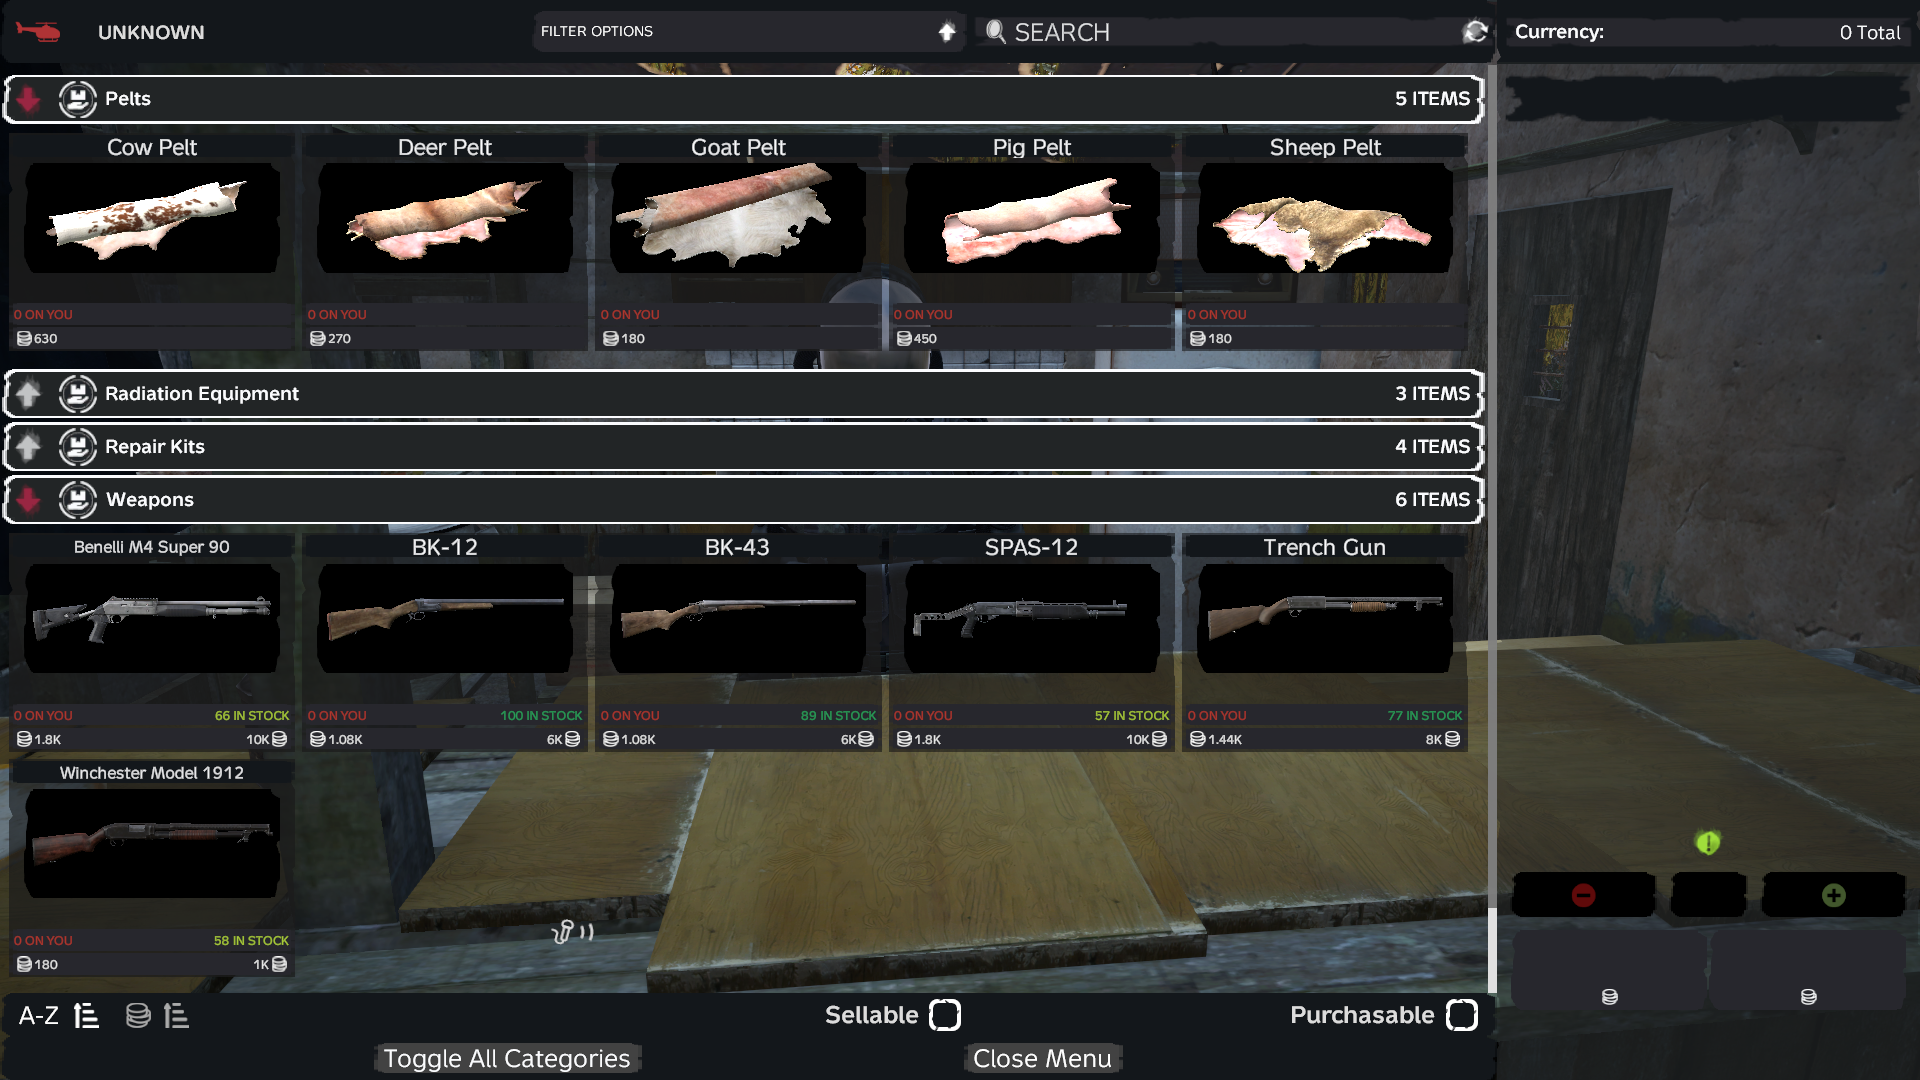 UNKNOWN
FILTER OPTIONS
SEARCH
Currency:
0 Total
Pelts
5 ITEMS
Cow Pelt
Deer Pelt
Goat Pelt
Pig Pelt
Sheep Pelt
0 ON YOU
0 ON YOU
0 ON YOU
0 ON YOU
0 ON YOU
630
270
180
450
180
Radiation Equipment
3 ITEMS
Repair Kits
4 ITEMS
Weapons
6 ITEMS
Benelli M4 Super 90
BK-12
BK-43
SPAS-12
Trench Gun
0 ON YOU
66 IN STOCK
0 ON YOU
100 IN STOCK
0 ON YOU
89 IN STOCK
0 ON YOU
57 IN STOCK
0 ON YOU
77 IN STOCK
1.8K
10K
1.08K
6K
1.08K
6K
1.8K
10K
1.44K
8K
Winchester Model 1912
0 ON YOU
58 IN STOCK
180
1K
A-Z
Sellable
Purchasable
Toggle All Categories
Close Menu